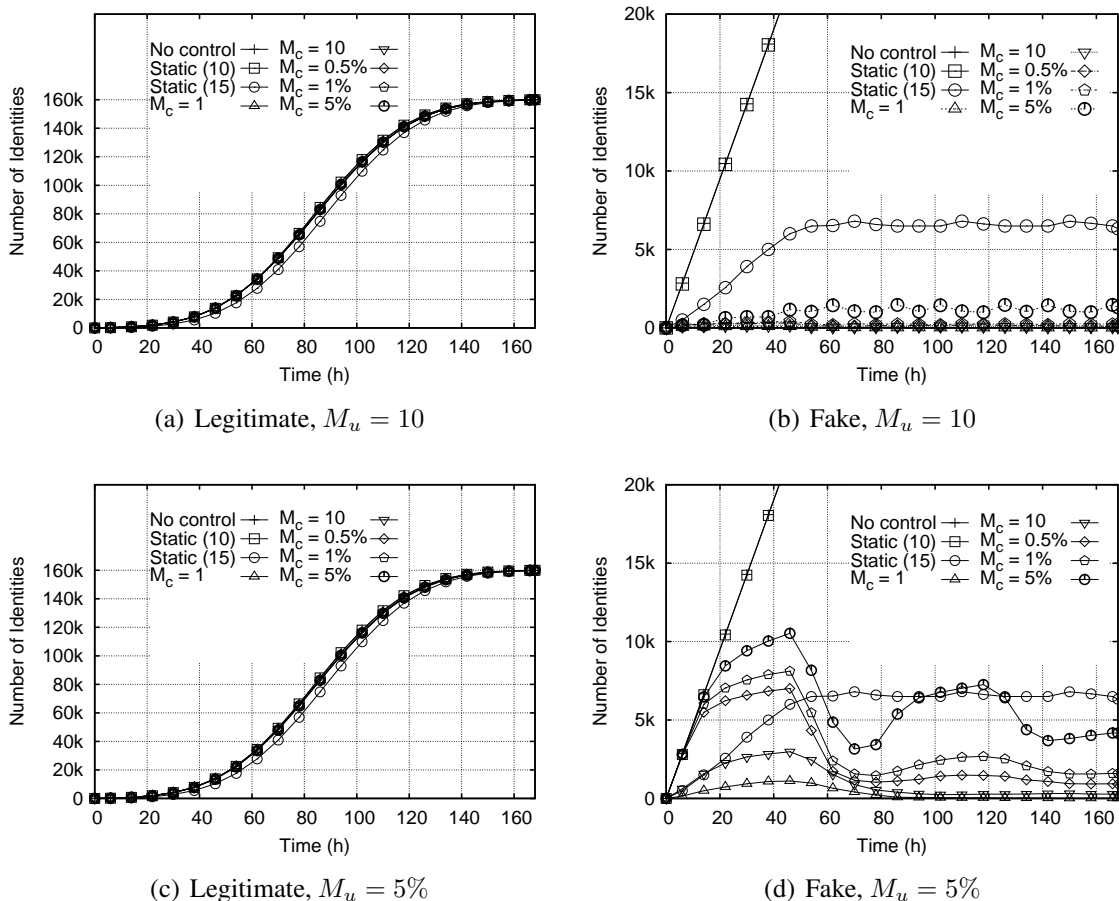 Number of Identities
160k
140k
120k
100k
80k
60k
40k
20k
0
No control
Static (10)
Static (15)
M_c = 1
M_c = 10
M_c = 0.5%
M_c = 1%
M_c = 5%
0 20 40 60 80 100 120 140 160
Time (h)
(a) Legitimate, M_u = 10
Number of Identities
20k
15k
10k
5k
0
No control
Static (10)
Static (15)
M_c = 1
M_c = 10
M_c = 0.5%
M_c = 1%
M_c = 5%
0 20 40 60 80 100 120 140 160
Time (h)
(b) Fake, M_u = 10
Number of Identities
160k
140k
120k
100k
80k
60k
40k
20k
0
No control
Static (10)
Static (15)
M_c = 1
M_c = 10
M_c = 0.5%
M_c = 1%
M_c = 5%
0 20 40 60 80 100 120 140 160
Time (h)
(c) Legitimate, M_u = 5%
Number of Identities
20k
15k
10k
5k
0
No control
Static (10)
Static (15)
M_c = 1
M_c = 10
M_c = 0.5%
M_c = 1%
M_c = 5%
0 20 40 60 80 100 120 140 160
Time (h)
(d) Fake, M_u = 5%